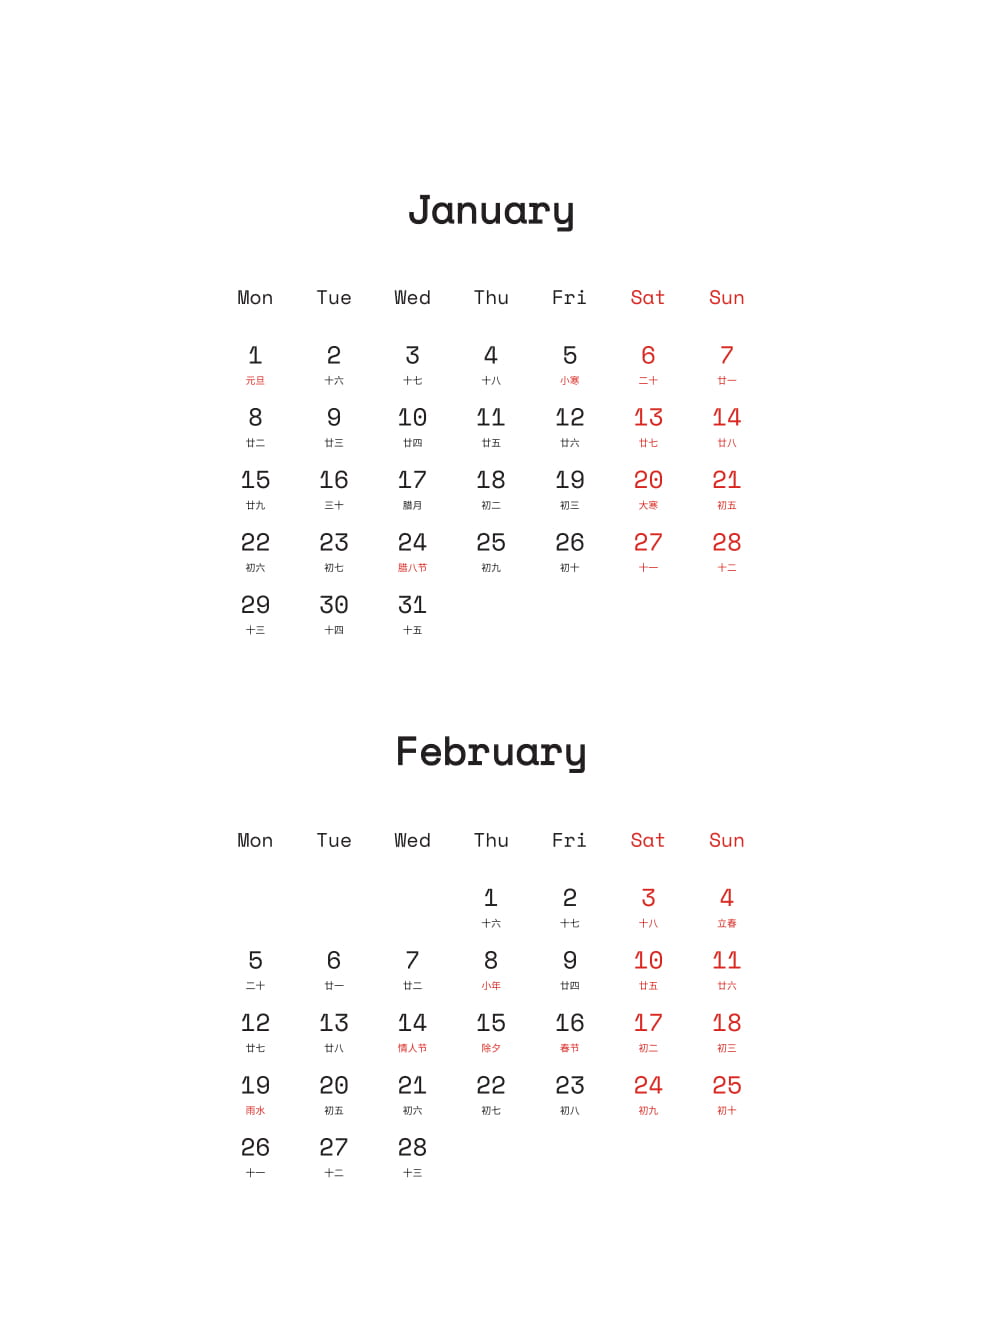 January
Mon Tue Wed Thu Fri Sat Sun
1 2 3 4 5 6 7
元旦 十六 十七 十八 小寒 二十 廿一
8 9 10 11 12 13 14
廿二 廿三 廿四 廿五 廿六 廿七 廿八
15 16 17 18 19 20 21
廿九 三十 腊月 初二 初三 大寒 初五
22 23 24 25 26 27 28
初六 初七 腊八节 初九 初十 十一 十二
29 30 31
十三 十四 十五
February
Mon Tue Wed Thu Fri Sat Sun
1 2 3 4
十六 十七 十八 立春
5 6 7 8 9 10 11
二十 廿一 廿二 小年 廿四 廿五 廿六
12 13 14 15 16 17 18
廿七 廿八 情人节 除夕 春节 初二 初三
19 20 21 22 23 24 25
雨水 初五 初六 初七 初八 初九 初十
26 27 28
十一 十二 十三